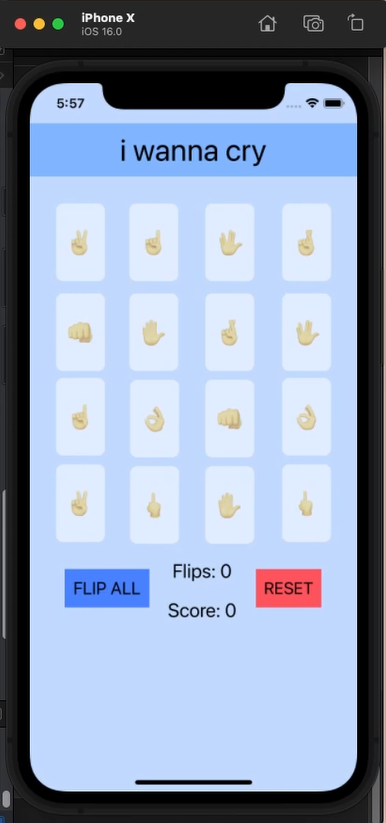 iPhone X
iOS 16.0
5:57
i wanna cry
Flips: 0
FLIP ALL
RESET
Score: 0